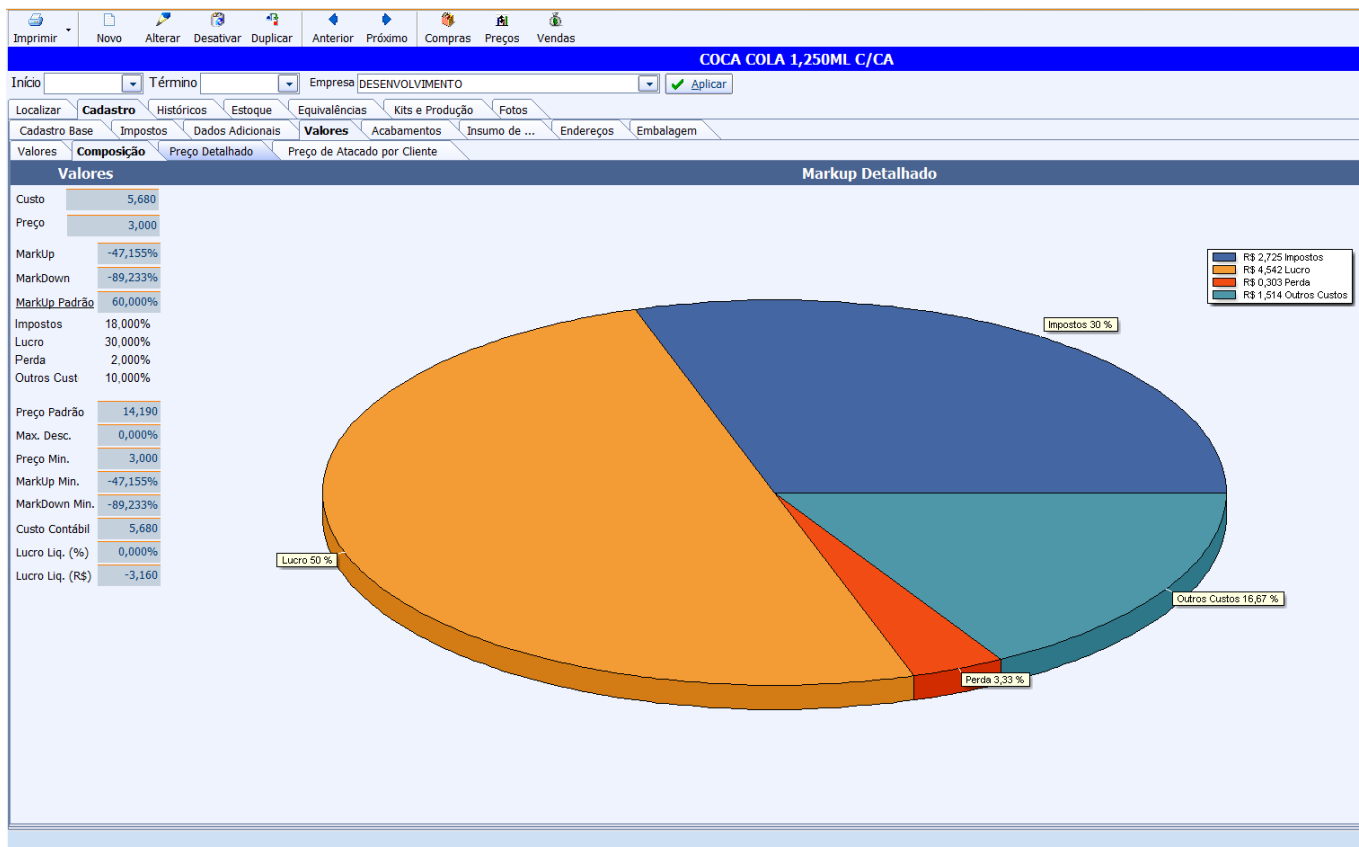 Imprimir Novo Alterar Desativar Duplicar Anterior Próximo Compras Preços Vendas
COCA COLA 1,250ML C/CA
Início Término Empresa DESENVOLVIMENTO Aplicar
Localizar Cadastro Históricos Estoque Equivalências Kits e Produção Fotos
Cadastro Base Impostos Dados Adicionais Valores Acabamentos Insumo de ... Endereços Embalagem
Valores Composição Preço Detalhado Preço de Atacado por Cliente
Valores Markup Detalhado
Custo 5,680
Preço 3,000
MarkUp -47,155%
MarkDown -89,233%
MarkUp Padrão 60,000%
Impostos 18,000%
Lucro 30,000%
Perda 2,000%
Outros Cust 10,000%
Preço Padrão 14,190
Max. Desc. 0,000%
Preço Min. 3,000
MarkUp Min. -47,155%
MarkDown Min. -89,233%
Custo Contábil 5,680
Lucro Liq. (%) 0,000%
Lucro Liq. (R$) -3,160
R$ 2,725 Impostos
R$ 4,542 Lucro
R$ 0,303 Perda
R$ 1,514 Outros Custos
Impostos 30 %
Lucro 50 %
Outros Custos 16,67 %
Perda 3,33 %